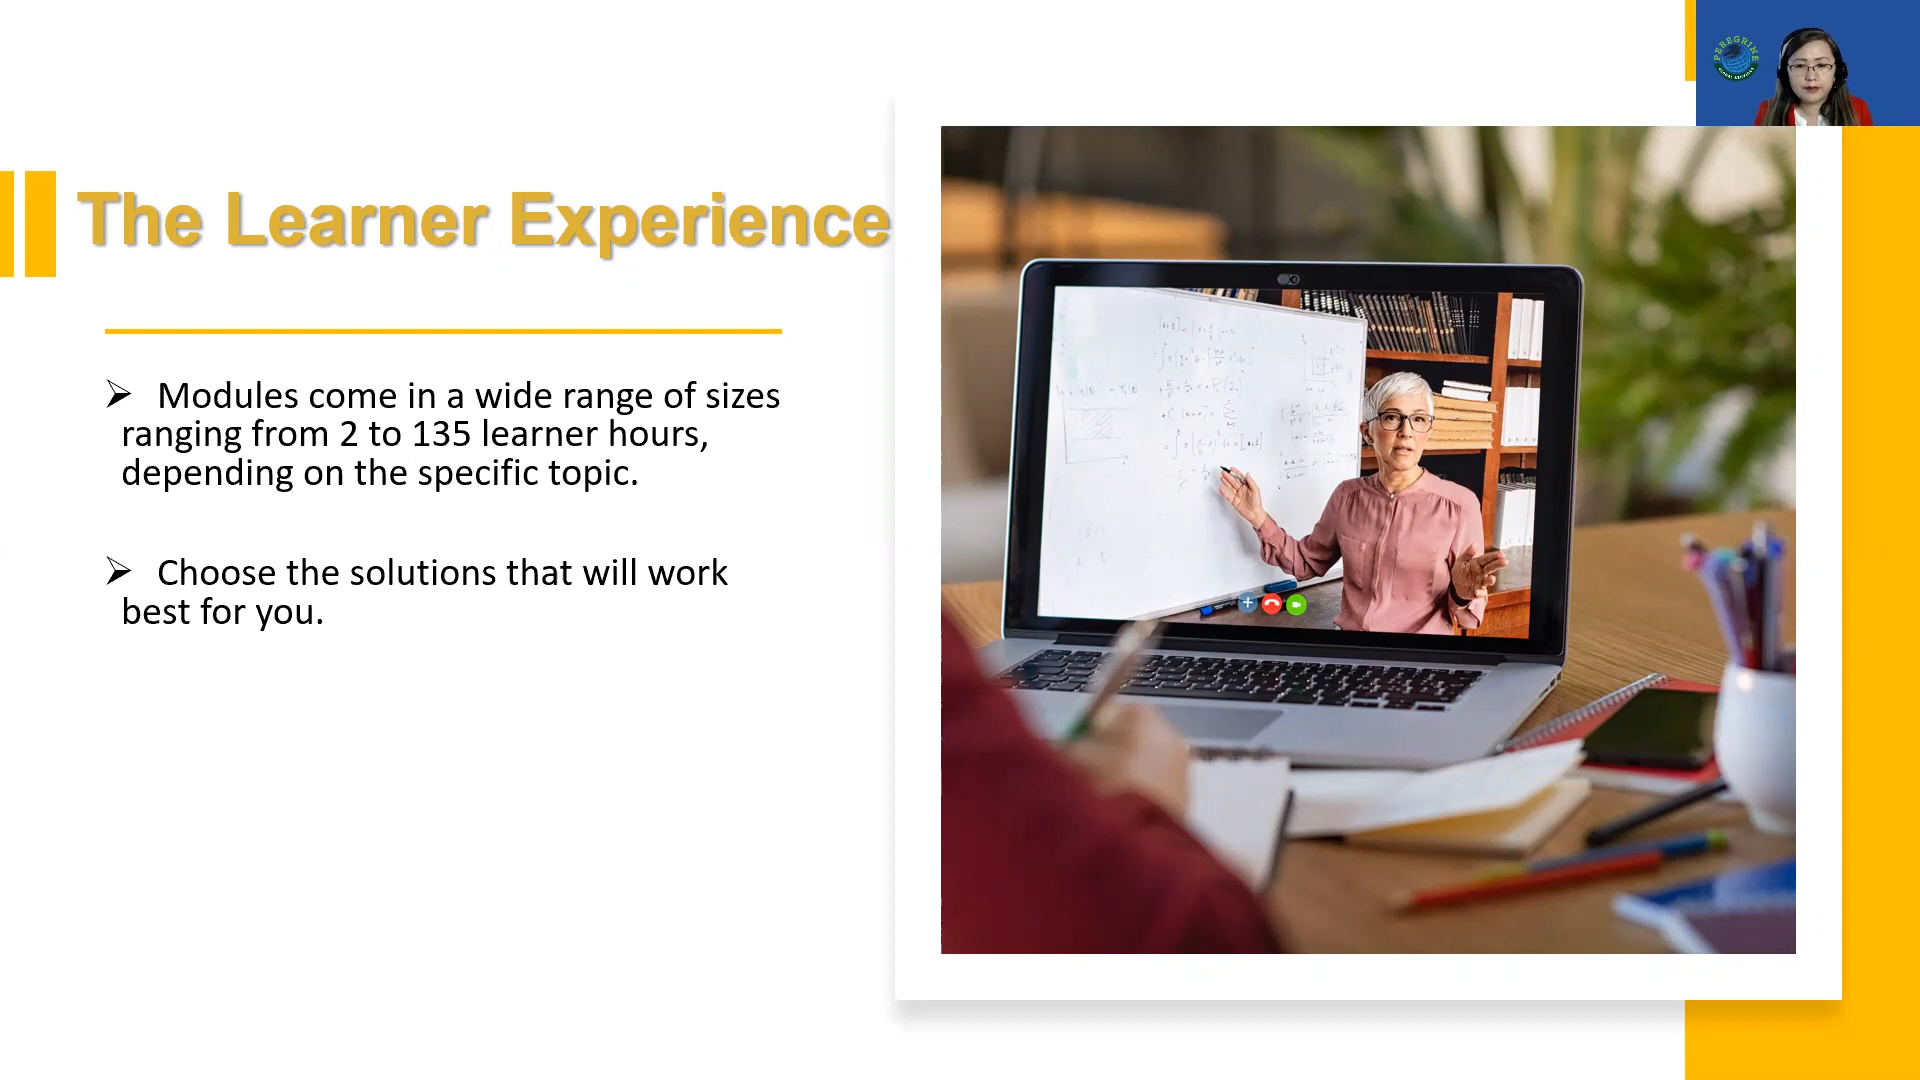 PEREGRINE
The Learner Experience
➢ Modules come in a wide range of sizes
ranging from 2 to 135 learner hours,
depending on the specific topic.
➢ Choose the solutions that will work
best for you.